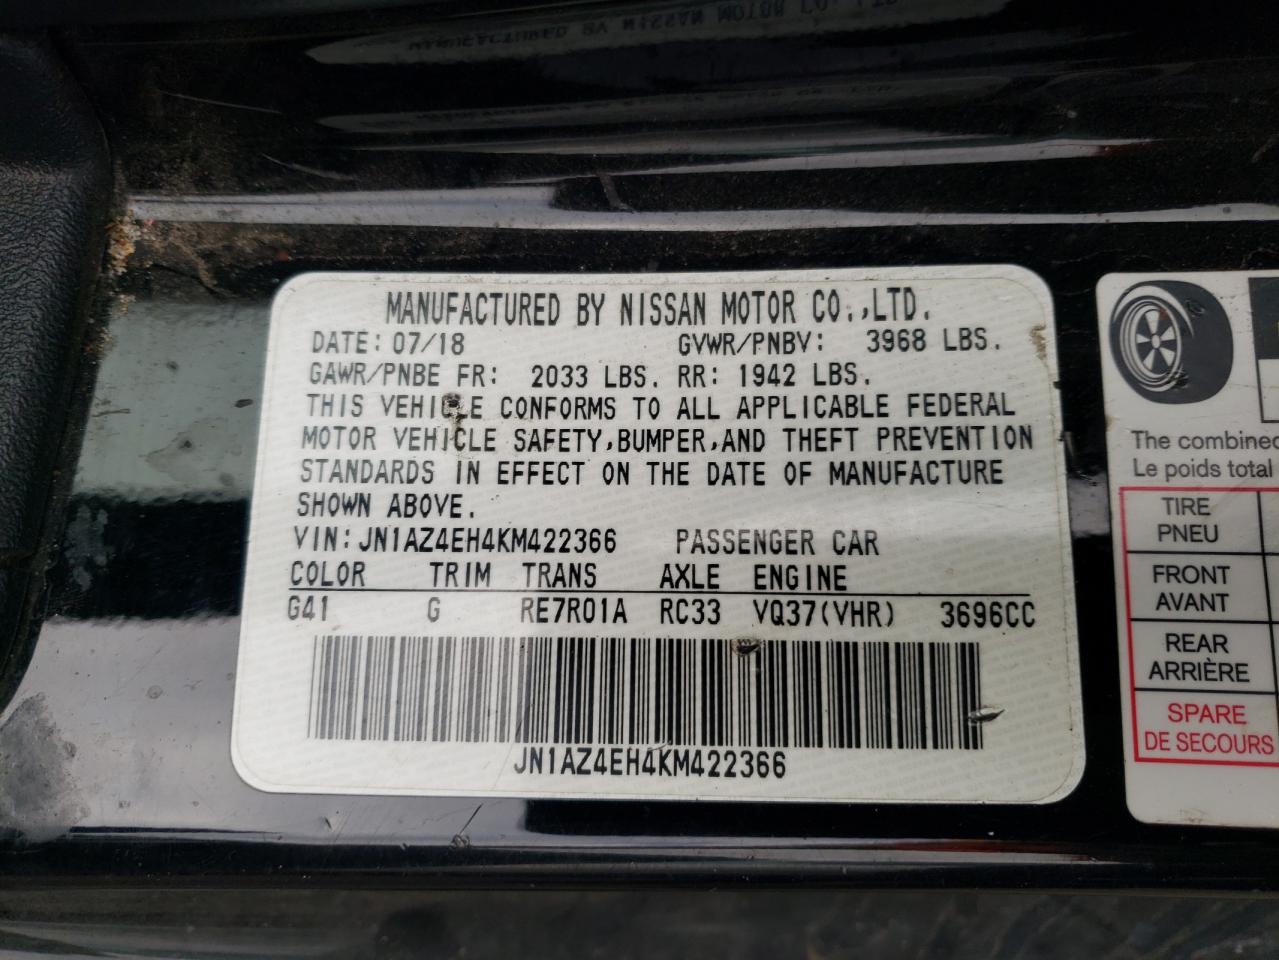 MANUFACTURED BY NISSAN MOTOR CO.,LTD.
DATE: 07/18 GVWR/PNBV: 3968 LBS.
GAWR/PNBE FR: 2033 LBS. RR: 1942 LBS.
THIS VEHICLE CONFORMS TO ALL APPLICABLE FEDERAL
MOTOR VEHICLE SAFETY,BUMPER,AND THEFT PREVENTION
STANDARDS IN EFFECT ON THE DATE OF MANUFACTURE
SHOWN ABOVE.
VIN: JN1AZ4EH4KM422366 PASSENGER CAR
COLOR TRIM TRANS AXLE ENGINE
G41 G RE7R01A RC33 VQ37(VHR) 3696CC
JN1AZ4EH4KM422366
The combined
Le poids total
TIRE
PNEU
FRONT
AVANT
REAR
ARRIÈRE
SPARE
DE SECOURS